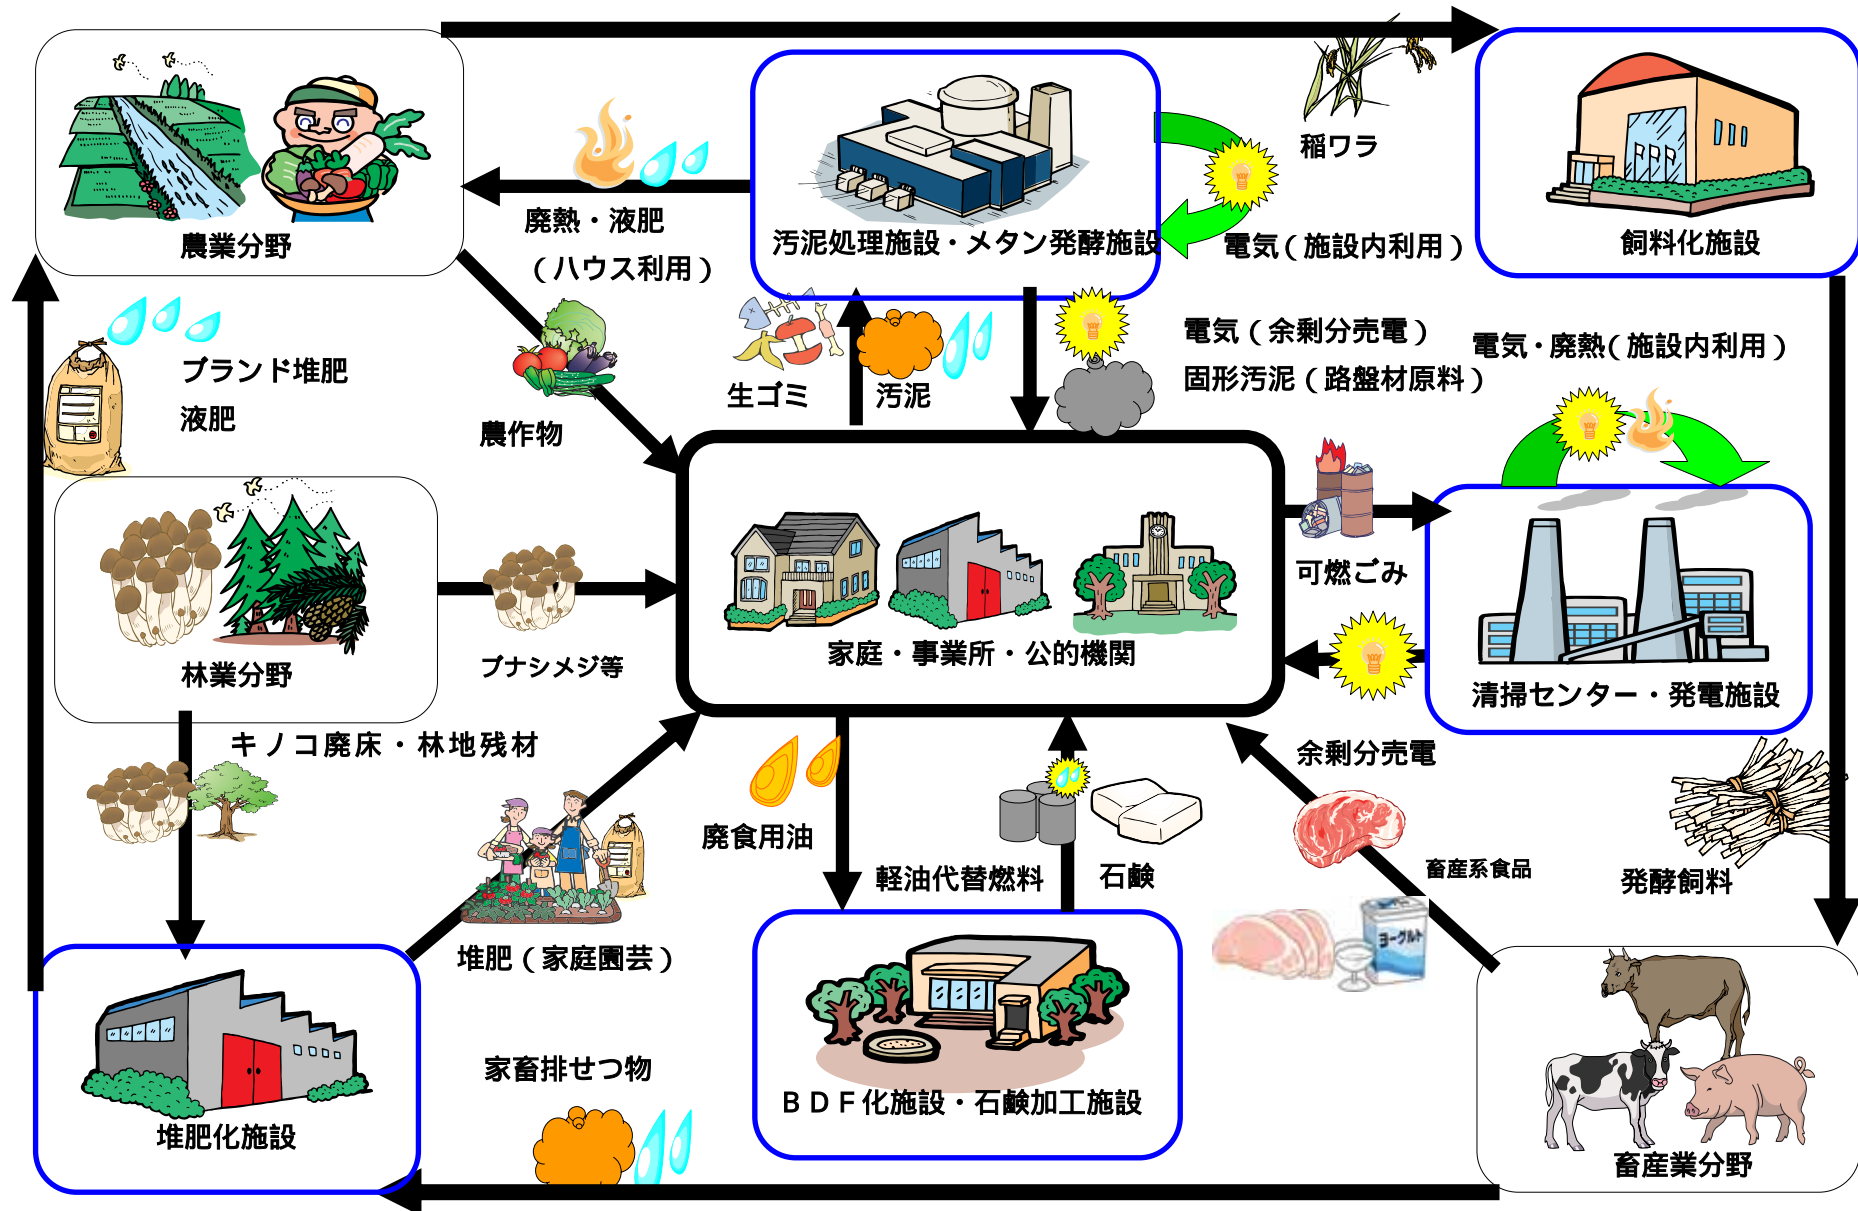 稲ワラ
農業分野
廃熱・液肥
（ハウス利用）
汚泥処理施設・メタン発酵施設
電気（施設内利用）
飼料化施設
ブランド堆肥
液肥
農作物
生ゴミ
汚泥
電気（余剰分売電）
固形汚泥（路盤材原料）
電気・廃熱（施設内利用）
林業分野
ブナシメジ等
家庭・事業所・公的機関
可燃ごみ
清掃センター・発電施設
キノコ廃床・林地残材
余剰分売電
廃食用油
軽油代替燃料
石鹸
畜産系食品
発酵飼料
ヨーグルト
堆肥（家庭園芸）
家畜排せつ物
ＢＤＦ化施設・石鹸加工施設
堆肥化施設
畜産業分野